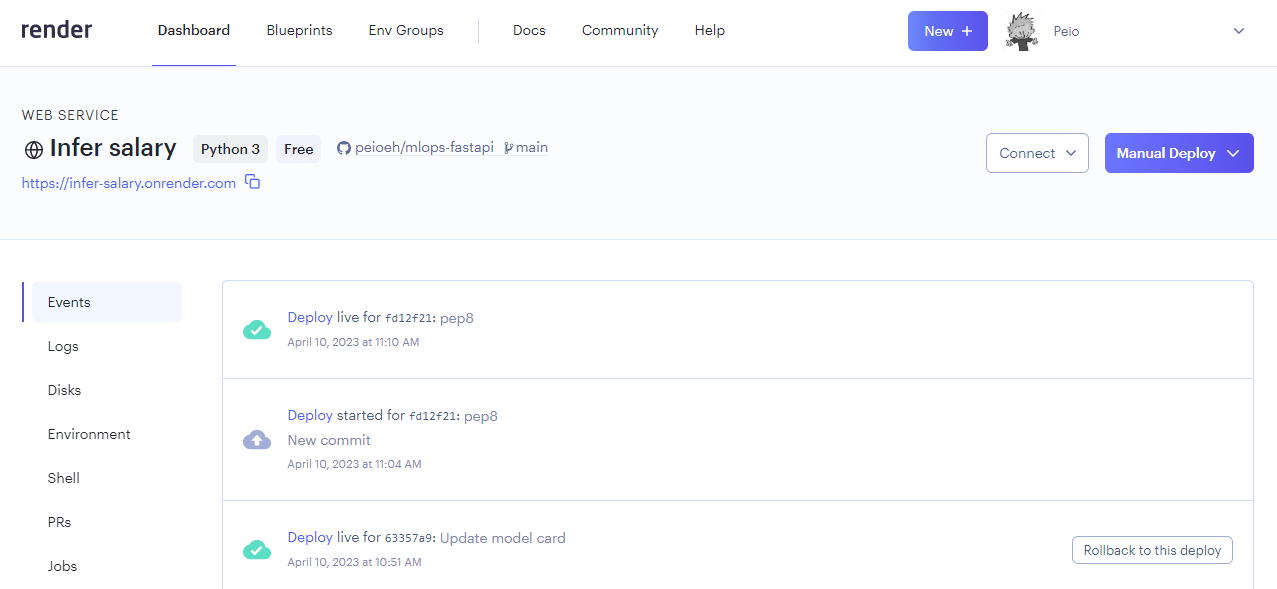 render Dashboard Blueprints Env Groups Docs Community Help New + Peio
WEB SERVICE
Infer salary Python 3 Free peioeh/mlops-fastapi main Connect Manual Deploy
https://infer-salary.onrender.com
Events
Logs
Disks
Environment
Shell
PRs
Jobs
Deploy live for fd12f21: pep8
April 10, 2023 at 11:10 AM
Deploy started for fd12f21: pep8
New commit
April 10, 2023 at 11:04 AM
Deploy live for 63357a9: Update model card
April 10, 2023 at 10:51 AM
Rollback to this deploy